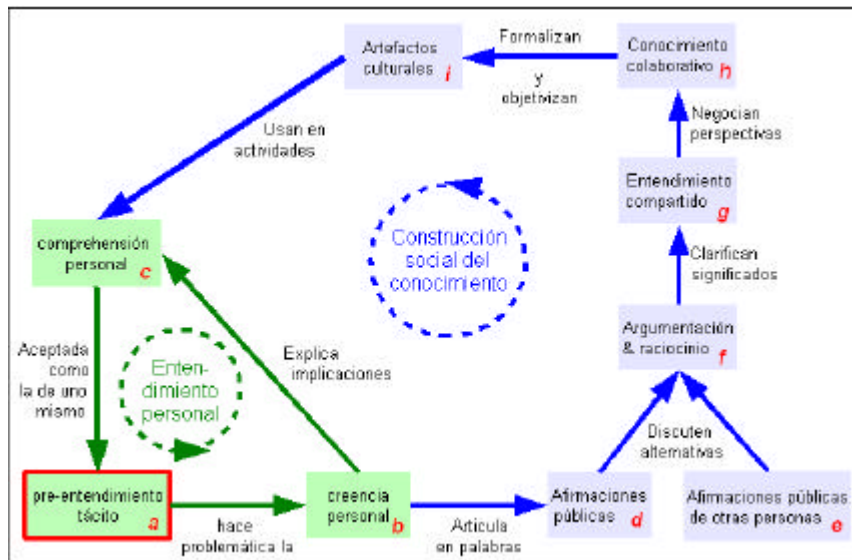 Artefactos
culturales i
Formalizan
y
objetivizan
Conocimiento
colaborativo h
Usan en
actividades
Negocian
perspectivas
Entendimiento
compartido g
comprehensión
personal c
Construcción
social del
conocimiento
Clarifican
significados
Aceptada
como
la de uno
mismo
Enten-
dimiento
personal
Explica
implicaciones
Argumentación
& raciocinio f
Discuten
alternativas
pre-entendimiento
tácito a
hace
problemática la
creencia
personal b
Articula
en palabras
Afirmaciones
públicas d
Afirmaciones públicas
de otras personas e